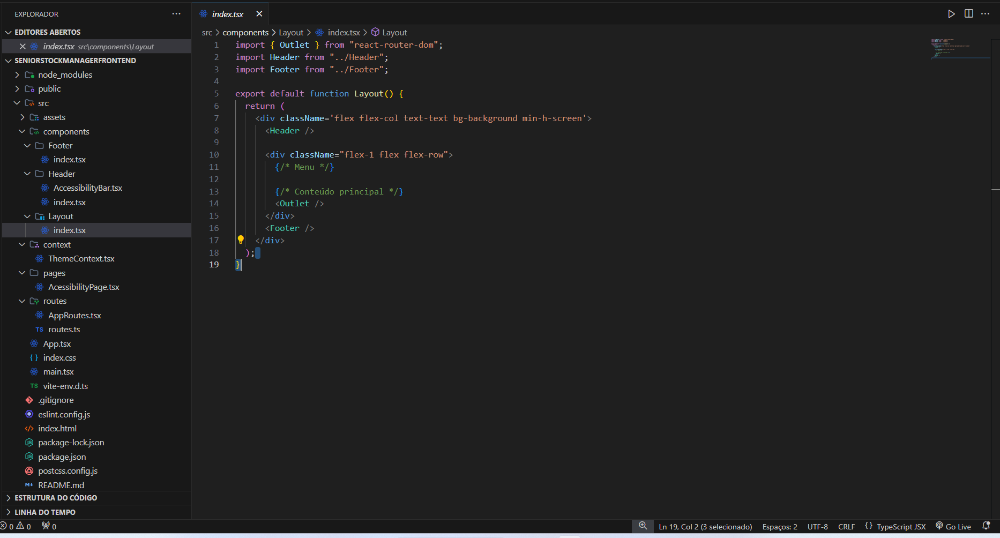 EXPLORADOR
EDITORES ABERTOS
index.tsx src\components\Layout
SENIORSTOCKMANAGERFRONTEND
node_modules
public
src
assets
components
Footer
index.tsx
Header
AccessibilityBar.tsx
index.tsx
Layout
index.tsx
context
ThemeContext.tsx
pages
AcessibilityPage.tsx
routes
AppRoutes.tsx
TS routes.ts
App.tsx
{ } index.css
main.tsx
TS vite-env.d.ts
.gitignore
eslint.config.js
</> index.html
JS package-lock.json
JS package.json
postcss.config.js
M↓ README.md
ESTRUTURA DO CÓDIGO
LINHA DO TEMPO
index.tsx
src > components > Layout > index.tsx > Layout
1 import { Outlet } from "react-router-dom";
2 import Header from "../Header";
3 import Footer from "../Footer";
4
5 export default function Layout() {
6 return (
7 <div className='flex flex-col text-text bg-background min-h-screen'>
8 <Header />
9
10 <div className="flex-1 flex flex-row">
11 {/* Menu */}
12
13 {/* Conteúdo principal */}
14 <Outlet />
15 </div>
16 <Footer />
17 </div>
18 );
19 }
0 0 0 Ln 19, Col 2 (3 selecionado) Espaços: 2 UTF-8 CRLF { } TypeScript JSX Go Live